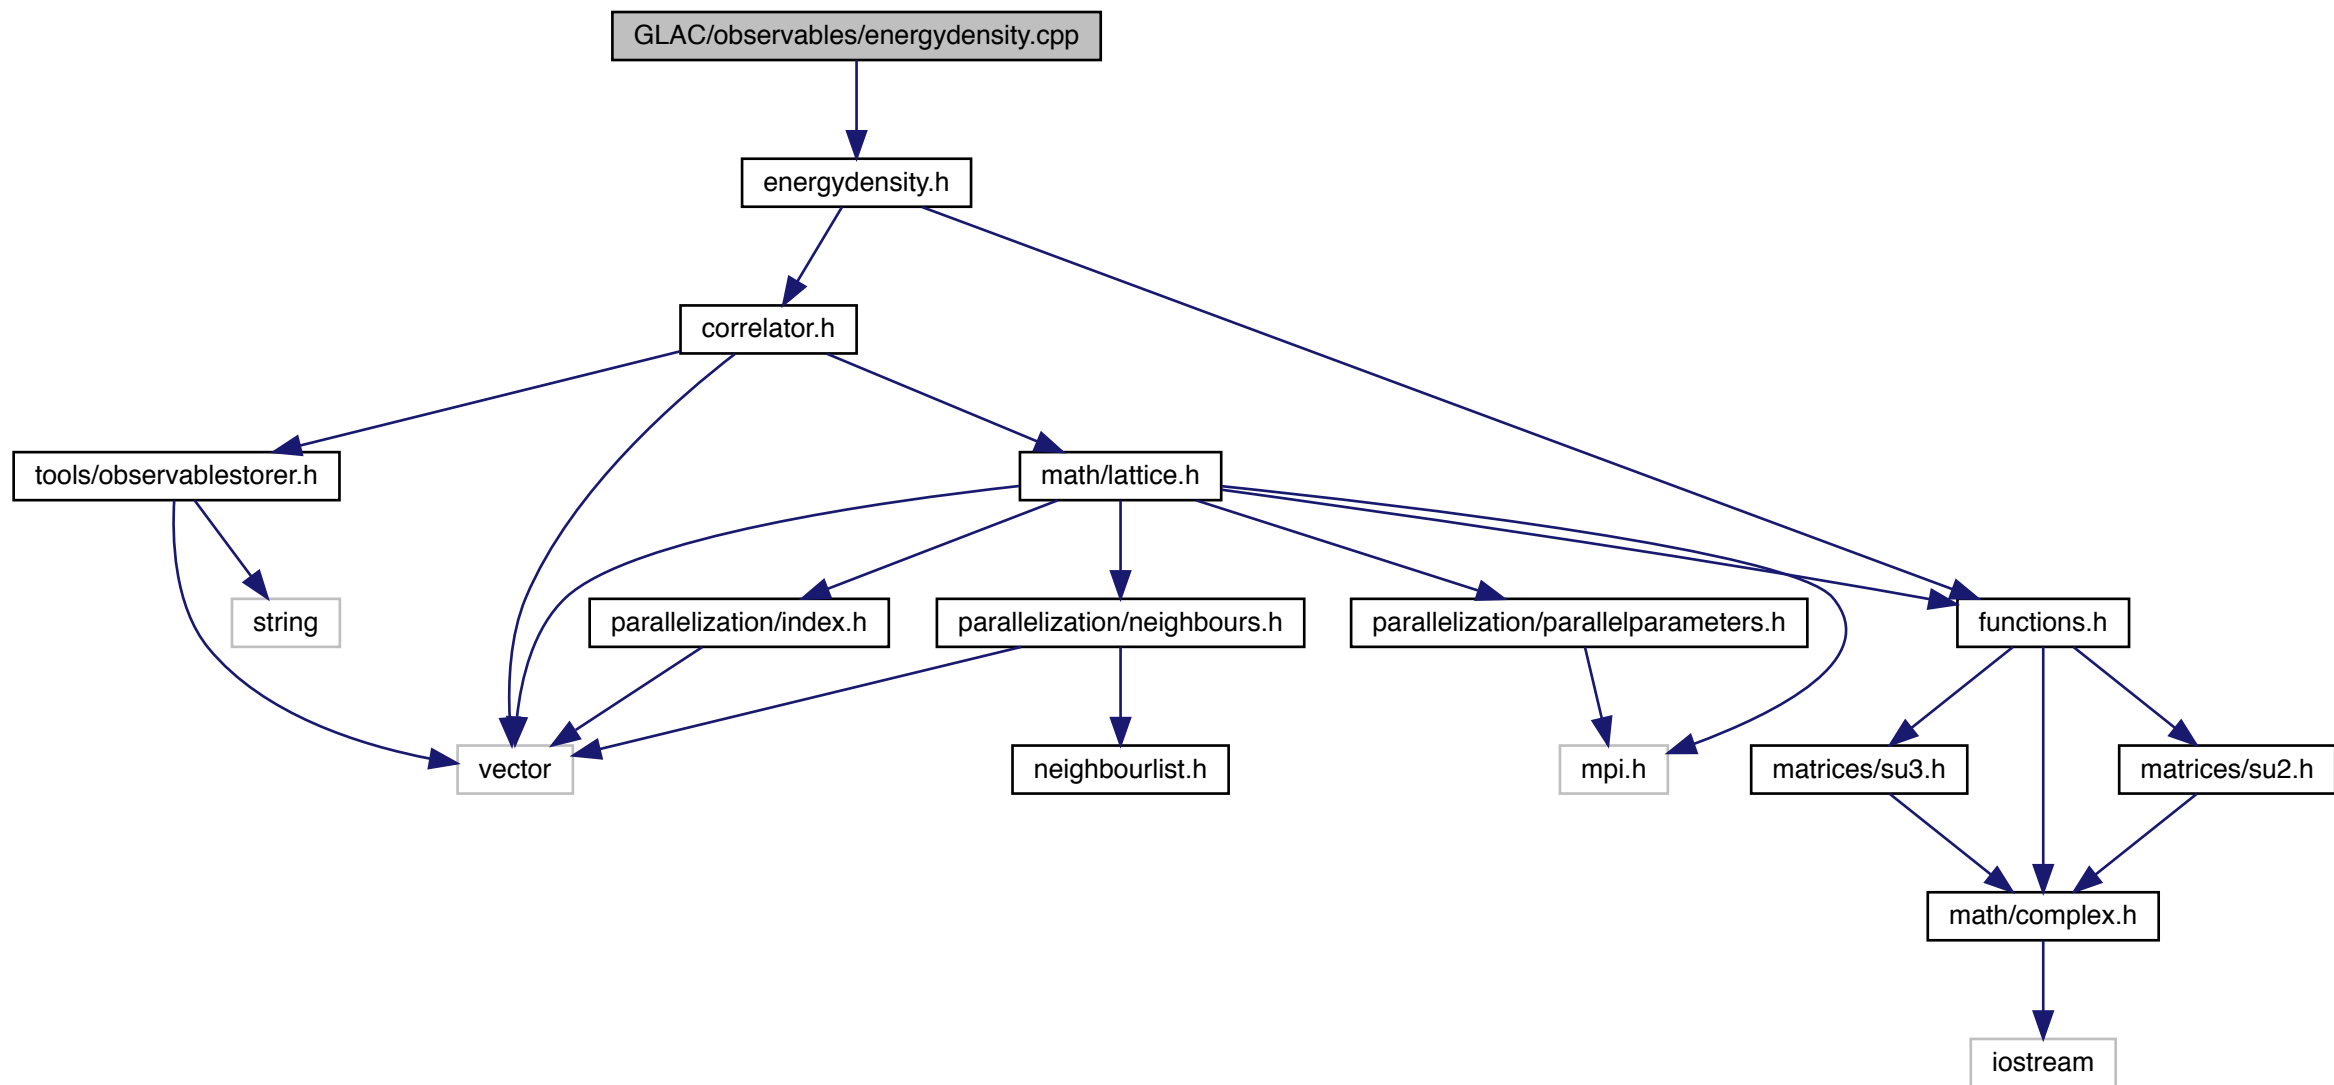 GLAC/observables/energydensity.cpp
energydensity.h
correlator.h
tools/observablestorer.h
math/lattice.h
string
parallelization/index.h
parallelization/neighbours.h
parallelization/parallelparameters.h
functions.h
vector
neighbourlist.h
mpi.h
matrices/su3.h
matrices/su2.h
math/complex.h
iostream